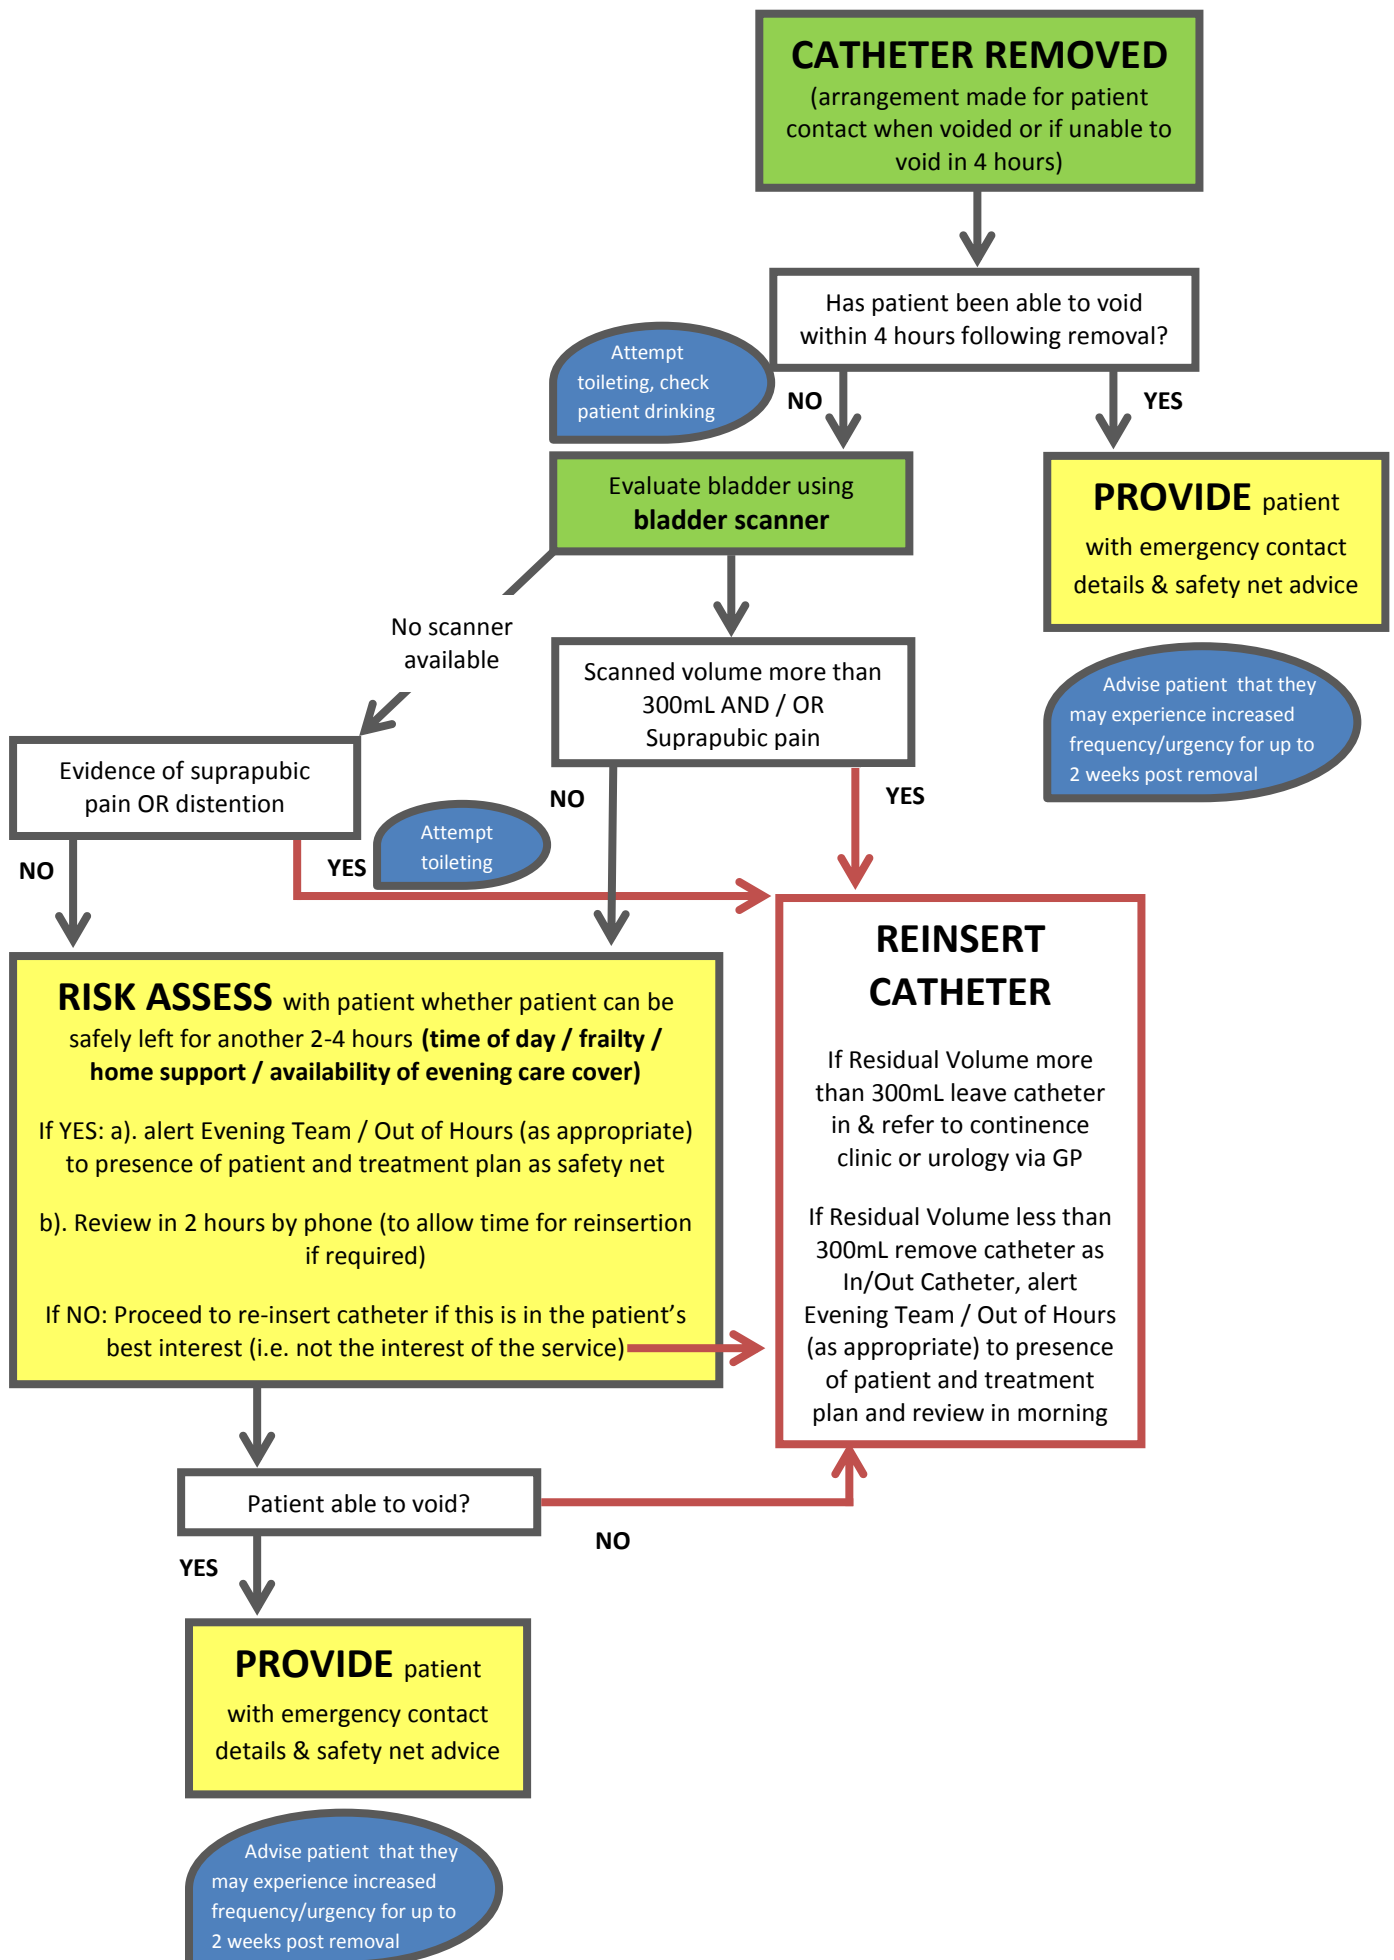 CATHETER REMOVED
(arrangement made for patient
contact when voided or if unable to
void in 4 hours)
Has patient been able to void
within 4 hours following removal?
Attempt
toileting, check
patient drinking
NO
YES
Evaluate bladder using
bladder scanner
PROVIDE patient
with emergency contact
details & safety net advice
No scanner
available
Scanned volume more than
300mL AND / OR
Suprapubic pain
Advise patient that they
may experience increased
frequency/urgency for up to
2 weeks post removal
Evidence of suprapubic
pain OR distention
NO
YES
Attempt
toileting
NO
YES
RISK ASSESS with patient whether patient can be
safely left for another 2-4 hours (time of day / frailty /
home support / availability of evening care cover)
If YES: a). alert Evening Team / Out of Hours (as appropriate)
to presence of patient and treatment plan as safety net
b). Review in 2 hours by phone (to allow time for reinsertion
if required)
If NO: Proceed to re-insert catheter if this is in the patient’s
best interest (i.e. not the interest of the service)
REINSERT
CATHETER
If Residual Volume more
than 300mL leave catheter
in & refer to continence
clinic or urology via GP
If Residual Volume less than
300mL remove catheter as
In/Out Catheter, alert
Evening Team / Out of Hours
(as appropriate) to presence
of patient and treatment
plan and review in morning
Patient able to void?
NO
YES
PROVIDE patient
with emergency contact
details & safety net advice
Advise patient that they
may experience increased
frequency/urgency for up to
2 weeks post removal